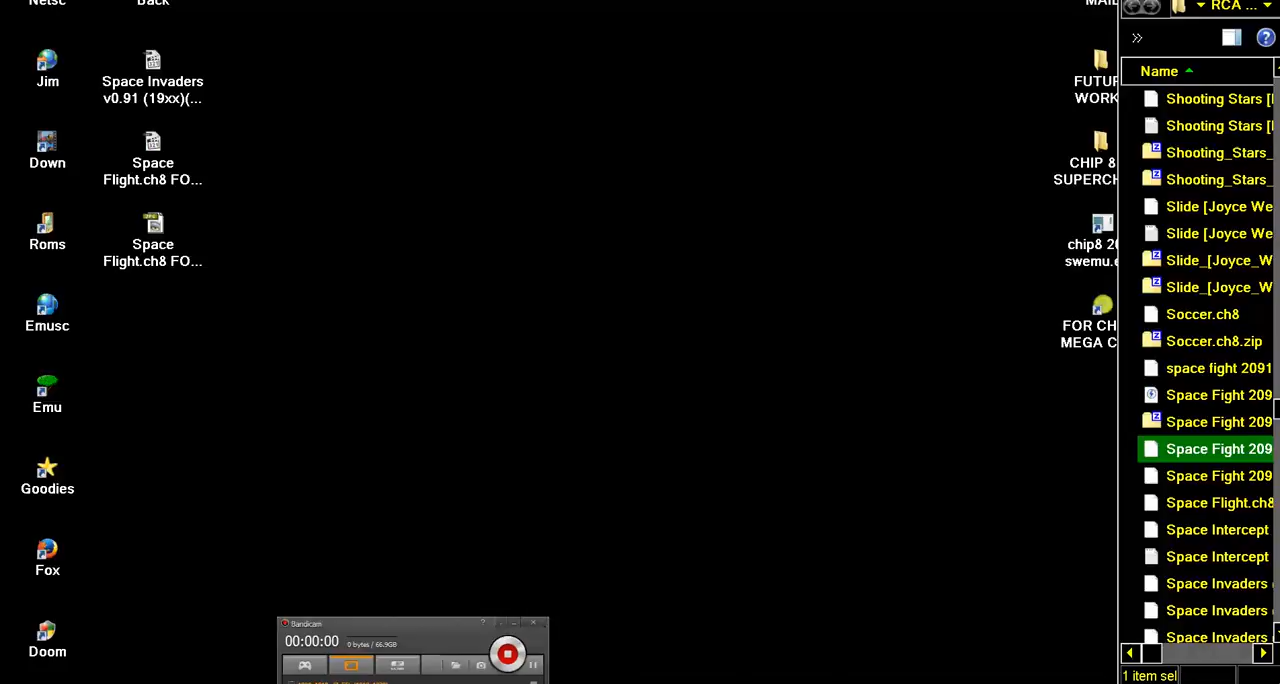 Back
Jim
Space Invaders
v0.91 (19xx)(...
Down
Space
Flight.ch8 FO...
Roms
Space
Flight.ch8 FO...
Emusc
Emu
Goodies
Fox
Doom
FUTUR
WORK
CHIP 8
SUPERCH
chip8 20
swemu.e
FOR CH
MEGA C
Bandicam
00:00:00
0 bytes / 66.9GB
RCA ...
Name
Shooting Stars [
Shooting Stars [
Shooting_Stars_
Shooting_Stars_
Slide [Joyce We
Slide [Joyce We
Slide_[Joyce_W
Slide_[Joyce_W
Soccer.ch8
Soccer.ch8.zip
space fight 2091
Space Fight 209
Space Fight 209
Space Fight 209
Space Fight 209
Space Flight.ch8
Space Intercept
Space Intercept
Space Invaders
Space Invaders
Space Invaders
1 item sel